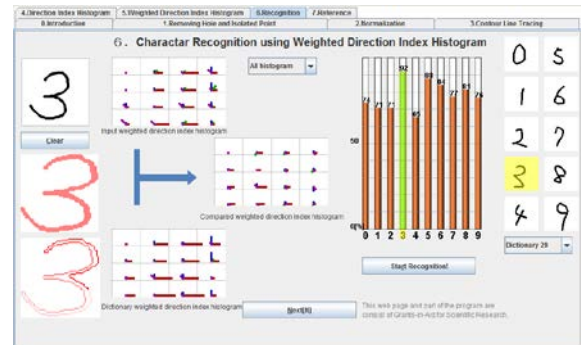 4.Direction Index Histogram 5.Weighted Direction Index Histogram 6.Recognition 7.Reference
0.Introduction 1.Removing Hole and Isolated Point 2.Normalization 3.Contour Line Tracing
6. Charactar Recognition using Weighted Direction Index Histogram
All histogram
3
Clear
Input weighted direction index histogram
Compared weighted direction index histogram
Dictionary weighted direction index histogram
92
50
0 1 2 3 4 5 6 7 8 9
Start Recognition!
0 5
1 6
2 7
3 8
4 9
Dictionary 20
Next(N)
This web page and part of the program are
consist of Grants-in-Aid for Scientific Research.